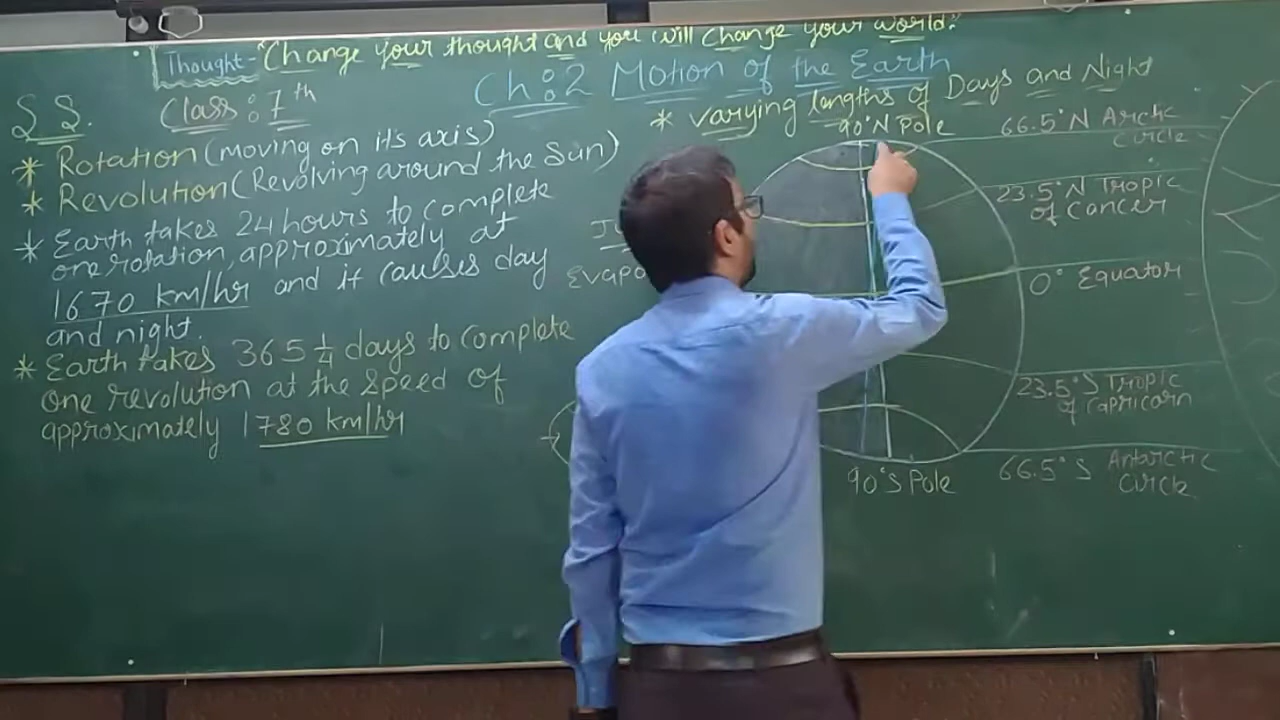 Thought - "Change your thought and you will change your world."
Ch: 2 Motion of the Earth
S.S.
Class: 7th
* Varying lengths of Days and Night
* Rotation (moving on its axis)
* Revolution (Revolving around the Sun)
* Earth takes 24 hours to complete
one rotation, approximately at
1670 km/hr and it causes day
and night.
* Earth takes 365 1/4 days to complete
one revolution at the speed of
approximately 1780 km/hr
90°N Pole
66.5°N Arctic
Circle
23.5°N Tropic
of Cancer
0° Equator
23.5°S Tropic
of Capricorn
90°S Pole
66.5°S Antarctic
Circle